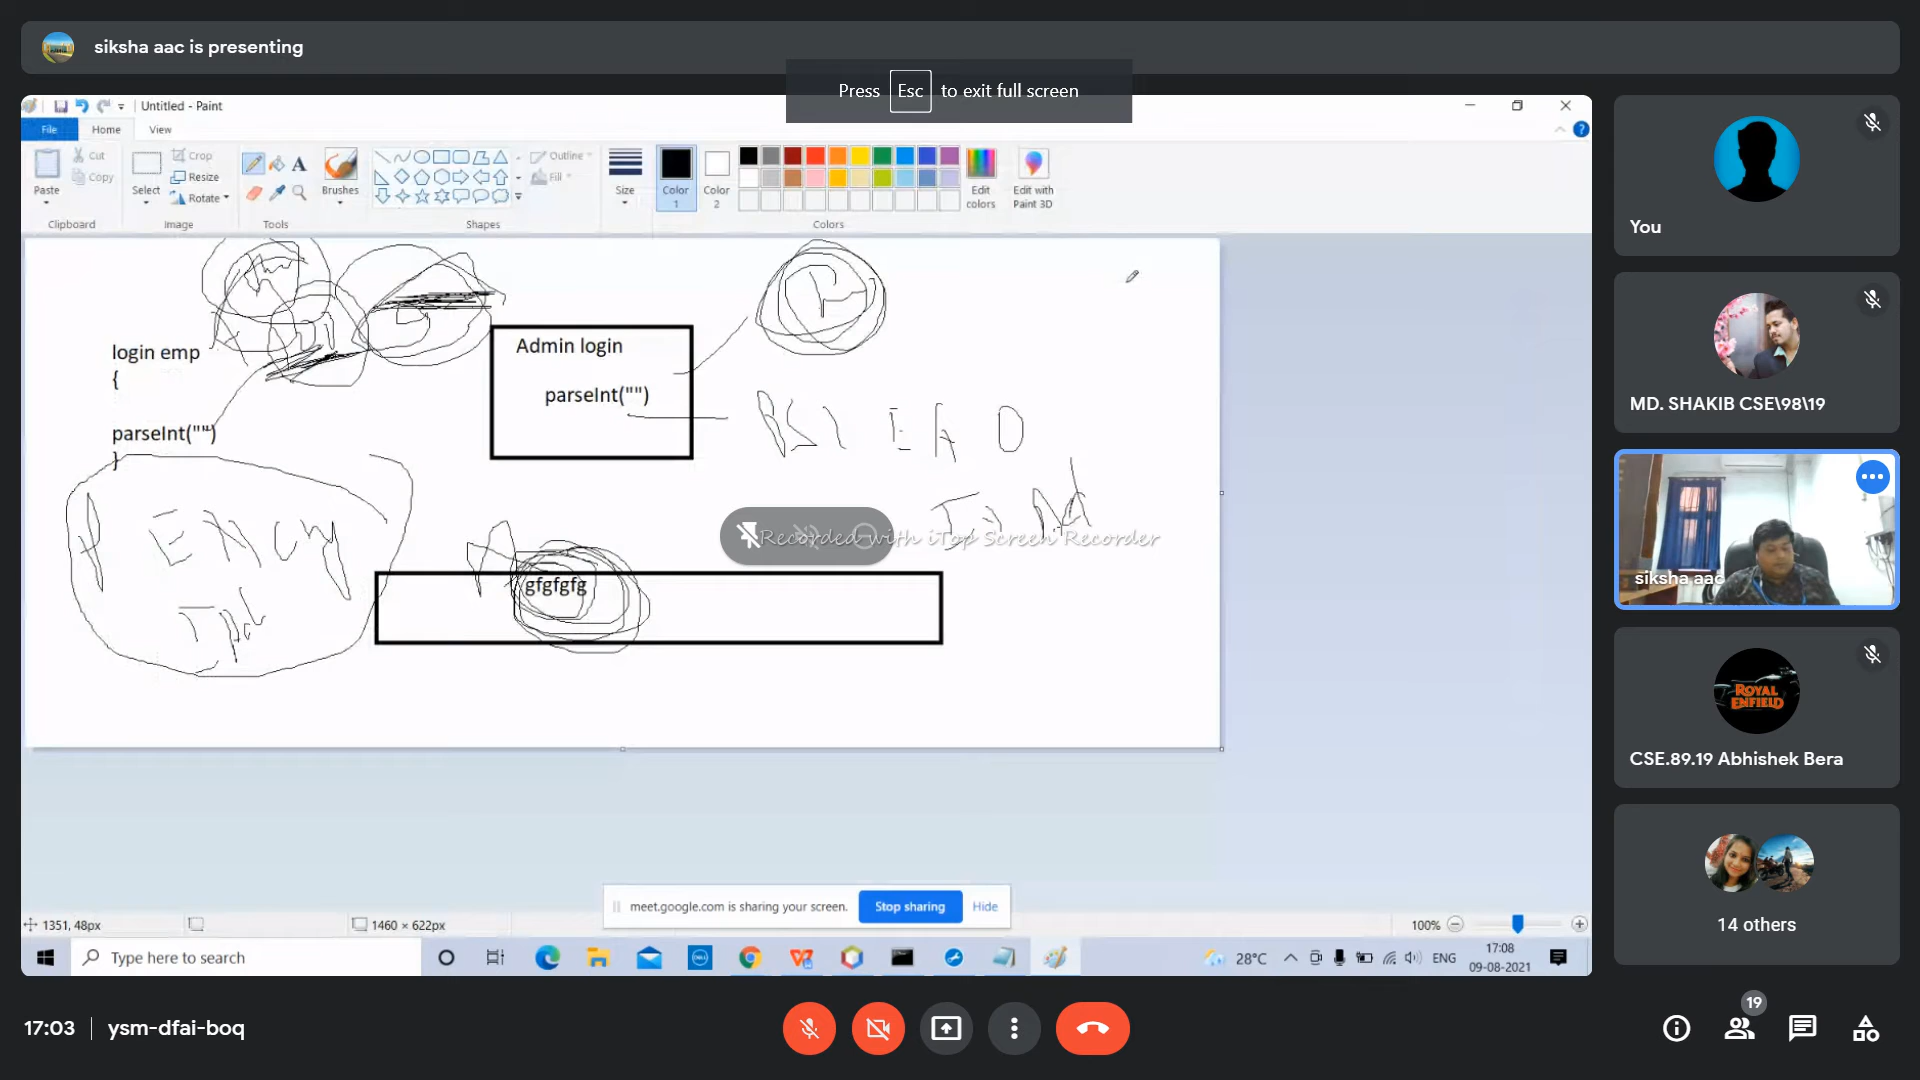 siksha aac is presenting
Press Esc to exit full screen
Untitled - Paint
File Home View
Paste
Cut
Copy
Clipboard
Select
Crop
Resize
Rotate
Image
A
Tools
Brushes
Outline
Fill
Shapes
Size
Color
1
Color
2
Edit
colors
Edit with
Paint 3D
Colors
login emp
{
parseInt("")
}
Admin login
parseInt("")
gfgfgfg
Recorded with iTop Screen Recorder
meet.google.com is sharing your screen.
Stop sharing
Hide
1351, 48px
1460 × 622px
100%
Type here to search
28°C
ENG
17:08
09-08-2021
You
MD. SHAKIB CSE\98\19
siksha aac
ROYAL
ENFIELD
CSE.89.19 Abhishek Bera
14 others
17:03
ysm-dfai-boq
19